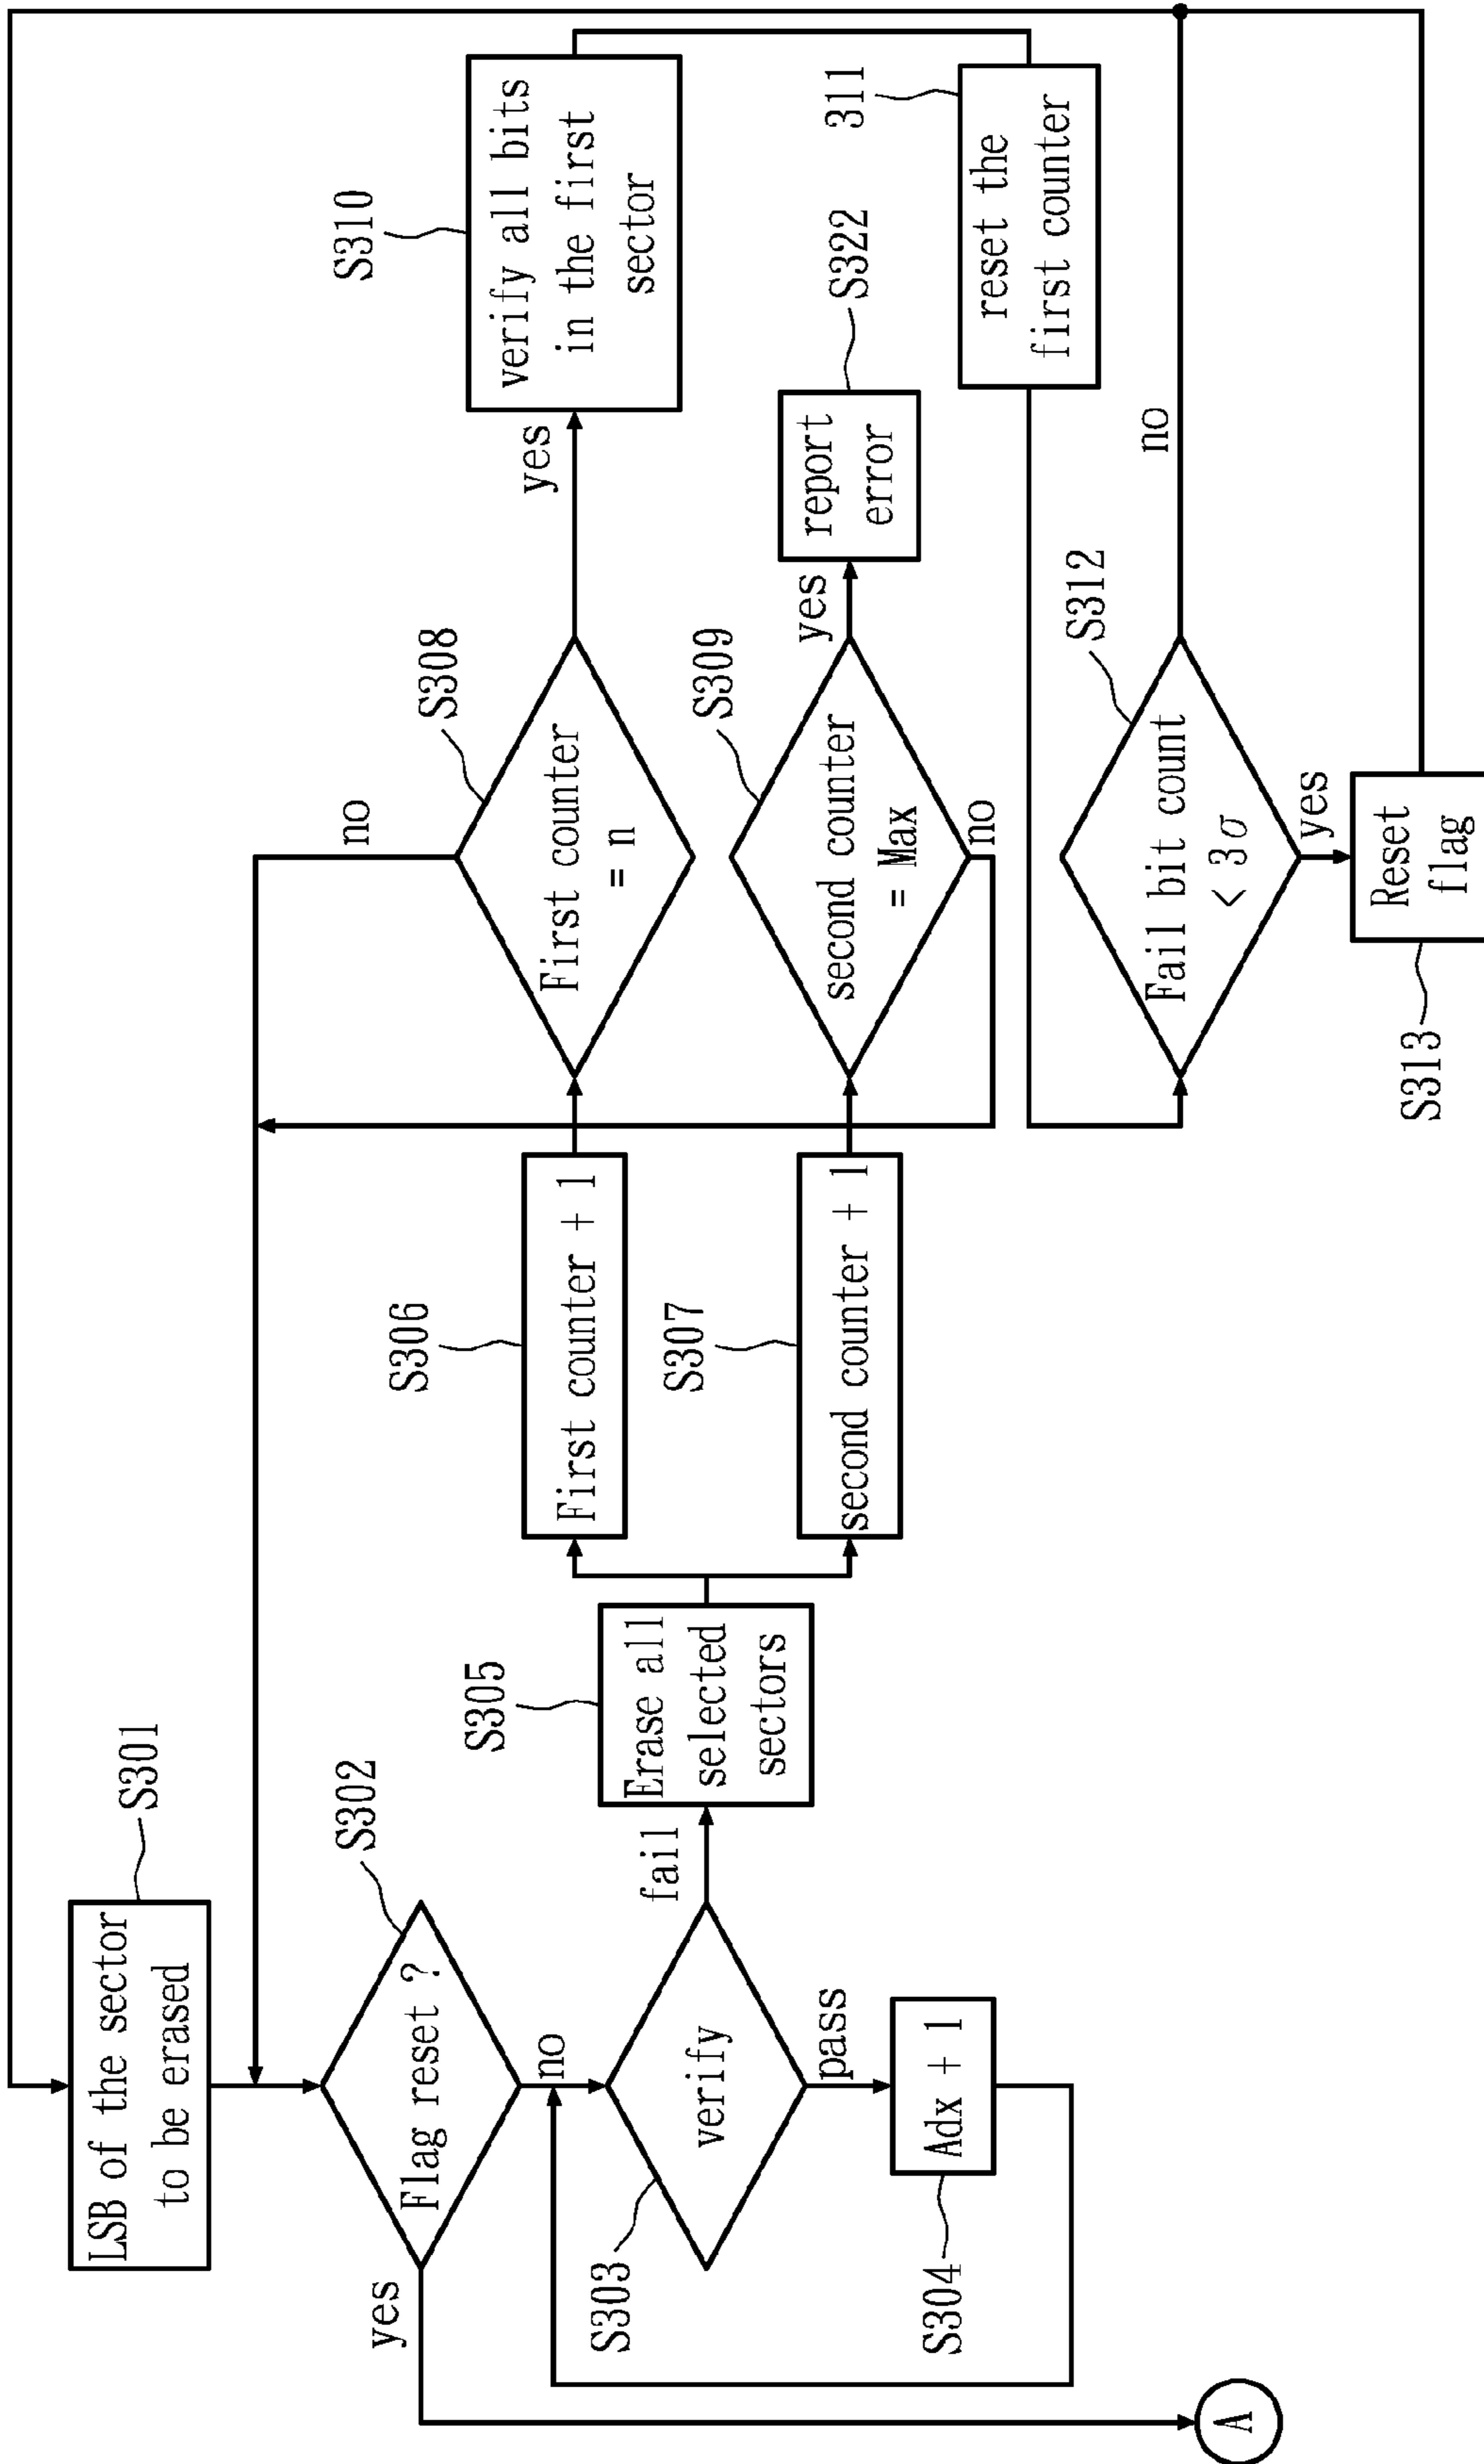 S301
LSB of the sector
to be erased
S302
Flag reset ?
yes
no
S303
verify
pass
fail
S304
Adx + 1
A
S305
Erase all
selected
sectors
S306
First counter + 1
S307
second counter + 1
S308
First counter
= n
no
yes
S309
second counter
= Max
yes
no
S310
verify all bits
in the first
sector
S322
report
error
311
reset the
first counter
S312
Fail bit count
< 3σ
no
yes
S313
Reset
flag